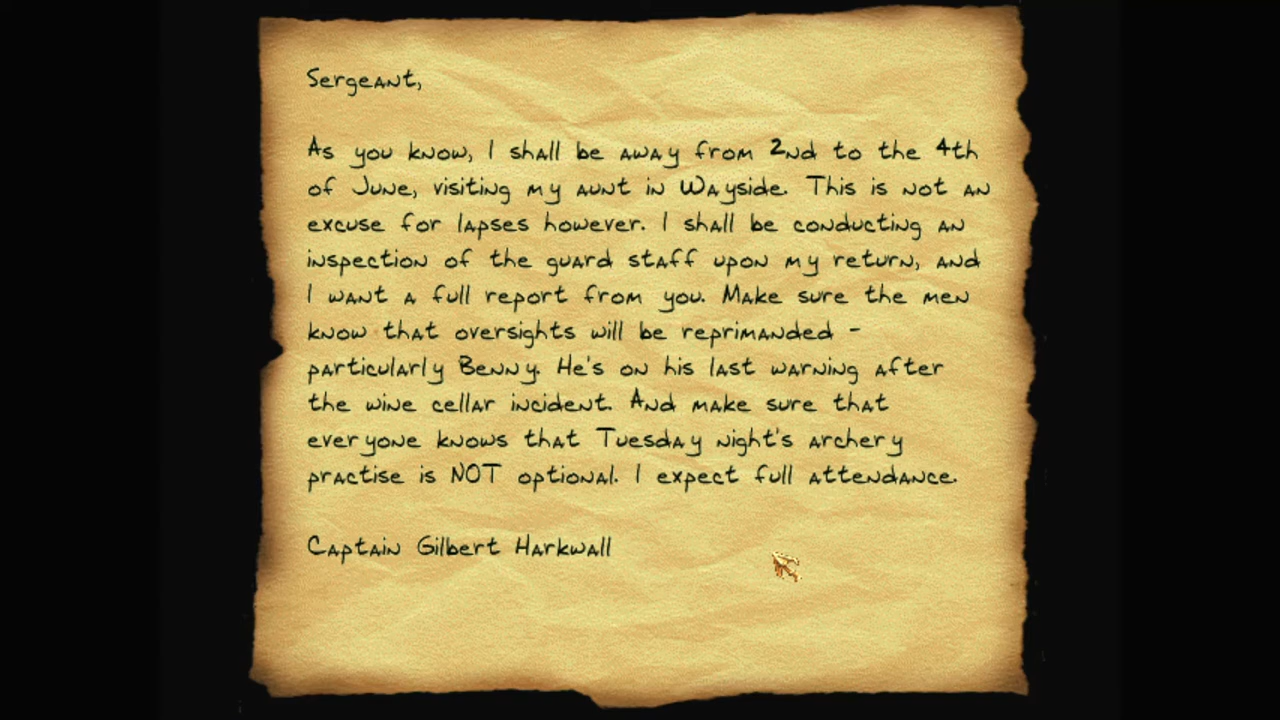 Sergeant,
As you know, I shall be away from 2nd to the 4th
of June, visiting my aunt in Wayside. This is not an
excuse for lapses however. I shall be conducting an
inspection of the guard staff upon my return, and
I want a full report from you. Make sure the men
know that oversights will be reprimanded -
particularly Benny. He's on his last warning after
the wine cellar incident. And make sure that
everyone knows that Tuesday night's archery
practise is NOT optional. I expect full attendance.
Captain Gilbert Harkwall